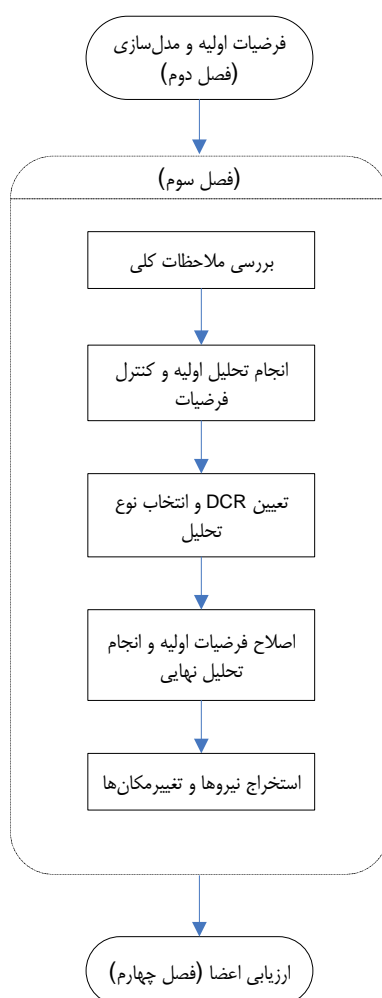 فرضیات اولیه و مدل‌سازی
(فصل دوم)
(فصل سوم)
بررسی ملاحظات کلی
انجام تحلیل اولیه و کنترل
فرضیات
تعیین DCR و انتخاب نوع
تحلیل
اصلاح فرضیات اولیه و انجام
تحلیل نهایی
استخراج نیروها و تغییرمکان‌ها
ارزیابی اعضا (فصل چهارم)